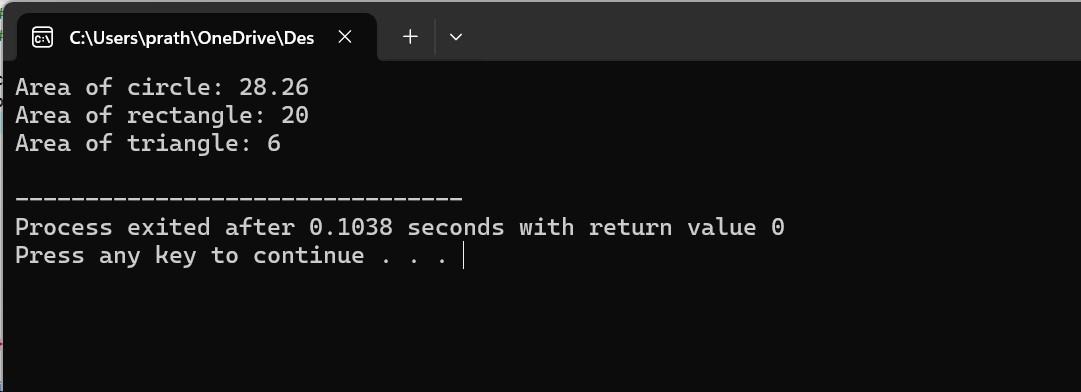 C:\Users\prath\OneDrive\Des
Area of circle: 28.26
Area of rectangle: 20
Area of triangle: 6
--------------------------------
Process exited after 0.1038 seconds with return value 0
Press any key to continue . . .